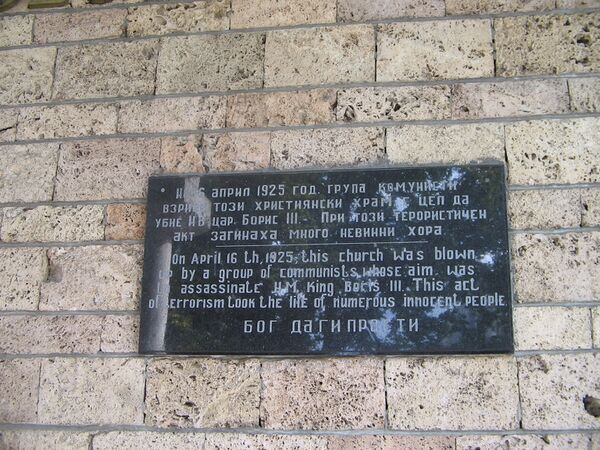 На 16 април 1925 год. група комунисти
взриви този християнски храм с цел да
убие Н.В. цар Борис III.- При този терористичен
акт загинаха много невинни хора.
On April 16 th, 1925, this church was blown
up by a group of communists, whose aim was
to assassinate H.M. King Boris III. This act
of terrorism took the life of numerous innocent people.
БОГ ДА ГИ ПРОСТИ